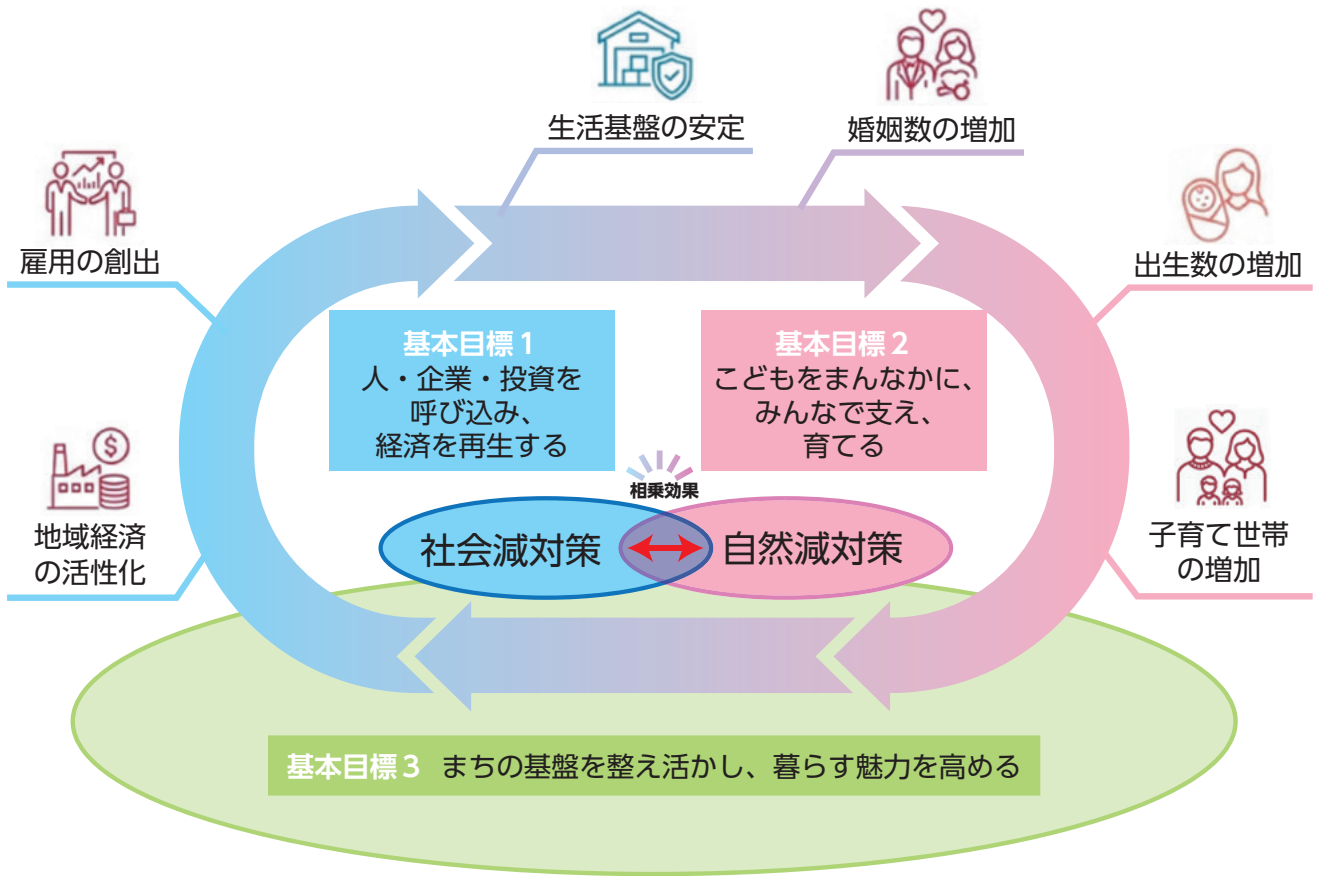 生活基盤の安定
婚姻数の増加
雇用の創出
出生数の増加
基本目標1
人・企業・投資を
呼び込み、
経済を再生する
基本目標2
こどもをまんなかに、
みんなで支え、
育てる
地域経済
の活性化
子育て世帯
の増加
相乗効果
社会減対策
自然減対策
基本目標3 まちの基盤を整え活かし、暮らす魅力を高める